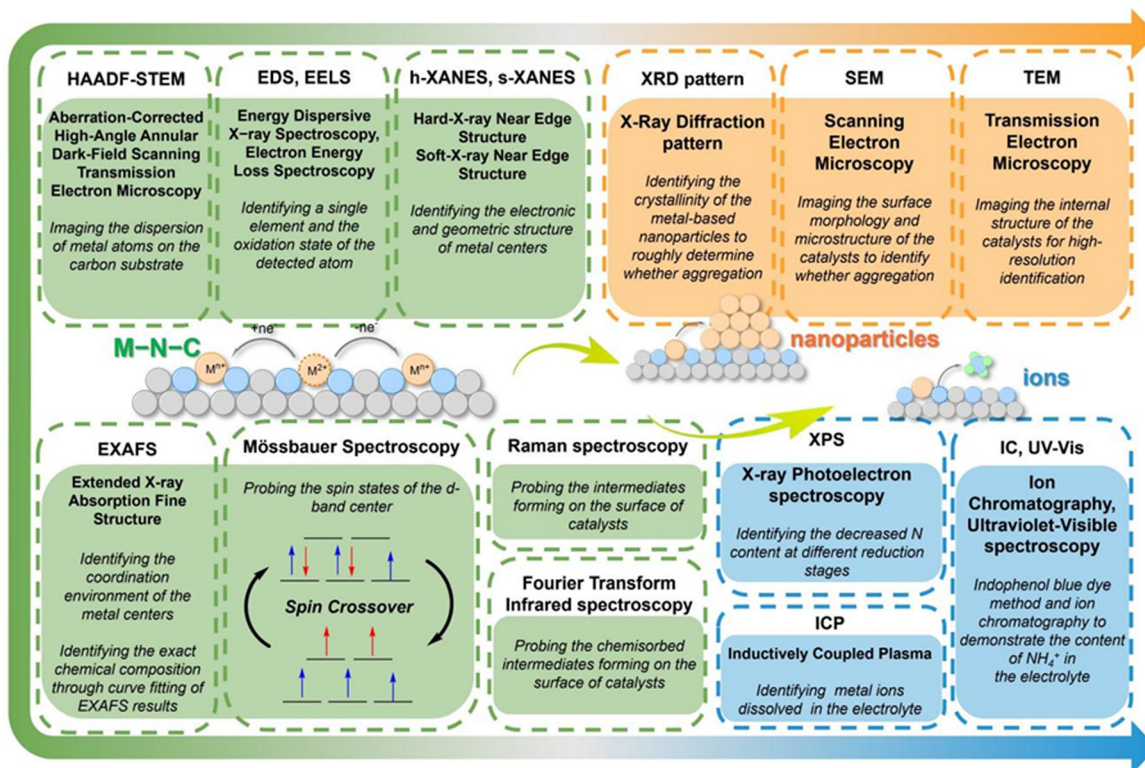 HAADF-STEM
Aberration-Corrected
High-Angle Annular
Dark-Field Scanning
Transmission
Electron Microscopy
Imaging the dispersion
of metal atoms on the
carbon substrate
EDS, EELS
Energy Dispersive
X-ray Spectroscopy,
Electron Energy
Loss Spectroscopy
Identifying a single
element and the
oxidation state of the
detected atom
h-XANES, s-XANES
Hard-X-ray Near Edge
Structure
Soft-X-ray Near Edge
Structure
Identifying the electronic
and geometric structure
of metal centers
XRD pattern
X-Ray Diffraction
pattern
Identifying the
crystallinity of the
metal-based
nanoparticles to
roughly determine
whether aggregation
SEM
Scanning
Electron
Microscopy
Imaging the surface
morphology and
microstructure of the
catalysts to identify
whether aggregation
TEM
Transmission
Electron
Microscopy
Imaging the internal
structure of the
catalysts for high-
resolution
identification
M−N−C
+ne⁻
-ne⁻
Mⁿ⁺
M²⁺
Mⁿ⁺
nanoparticles
ions
EXAFS
Extended X-ray
Absorption Fine
Structure
Identifying the
coordination
environment of the
metal centers
Identifying the exact
chemical composition
through curve fitting of
EXAFS results
Mössbauer Spectroscopy
Probing the spin states of the d-
band center
Spin Crossover
Raman spectroscopy
Probing the intermediates
forming on the surface of
catalysts
Fourier Transform
Infrared spectroscopy
Probing the chemisorbed
intermediates forming on the
surface of catalysts
XPS
X-ray Photoelectron
spectroscopy
Identifying the decreased N
content at different reduction
stages
ICP
Inductively Coupled Plasma
Identifying metal ions
dissolved in the electrolyte
IC, UV-Vis
Ion
Chromatography,
Ultraviolet-Visible
spectroscopy
Indophenol blue dye
method and ion
chromatography to
demonstrate the content
of NH₄⁺ in
the electrolyte